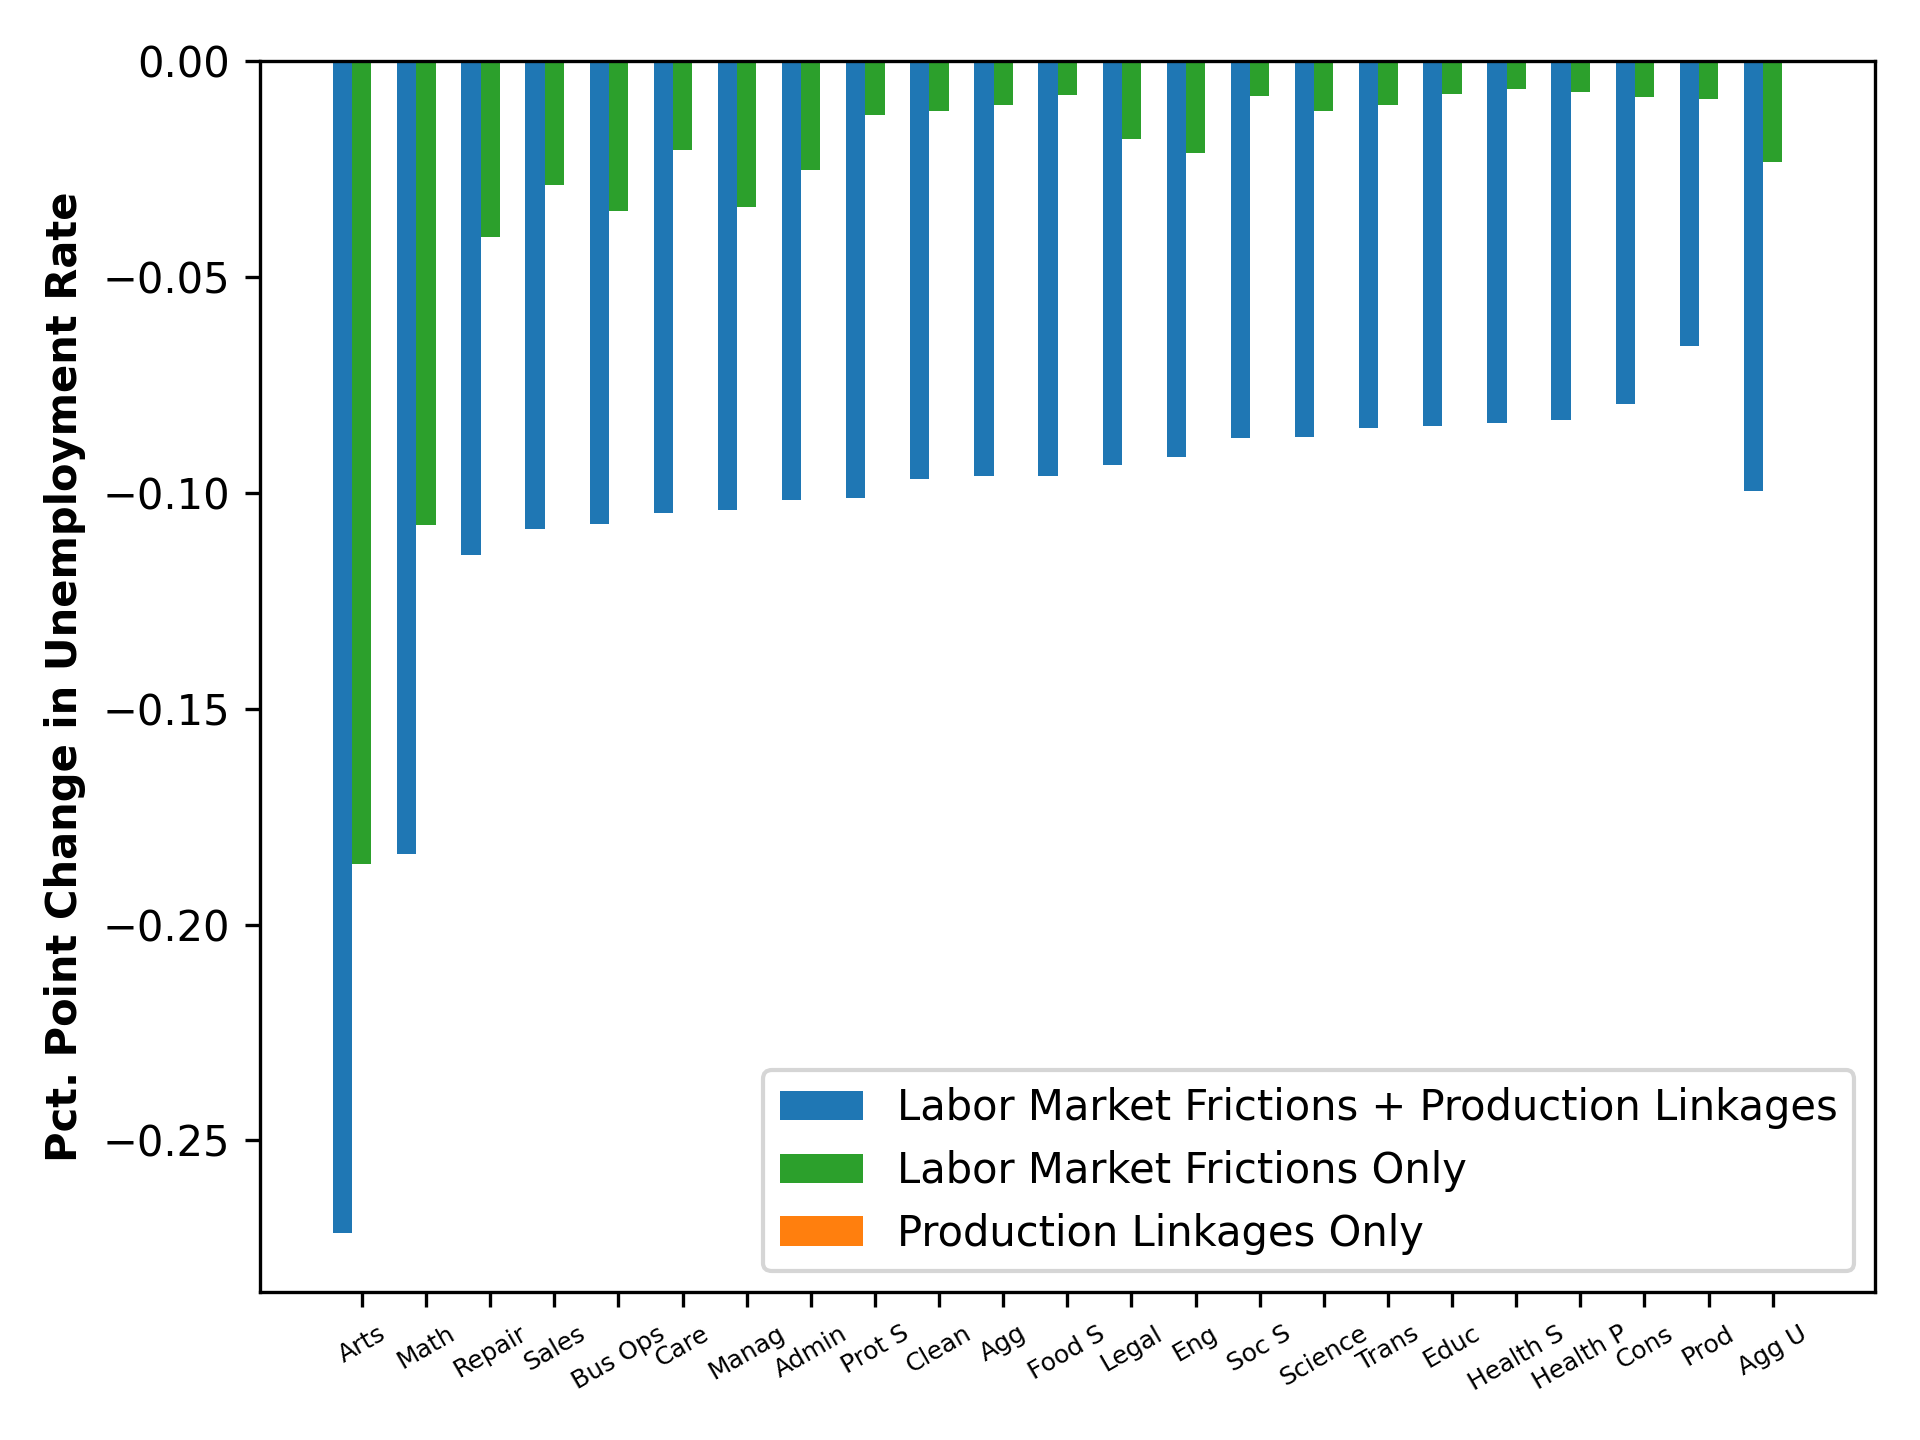 0.00
−0.05
−0.10
−0.15
−0.20
−0.25
Pct. Point Change in Unemployment Rate
Labor Market Frictions + Production Linkages
Labor Market Frictions Only
Production Linkages Only
Arts
Math
Repair
Sales
Bus Ops
Care
Manag
Admin
Prot S
Clean
Agg
Food S
Legal
Eng
Soc S
Science
Trans
Educ
Health S
Health P
Cons
Prod
Agg U